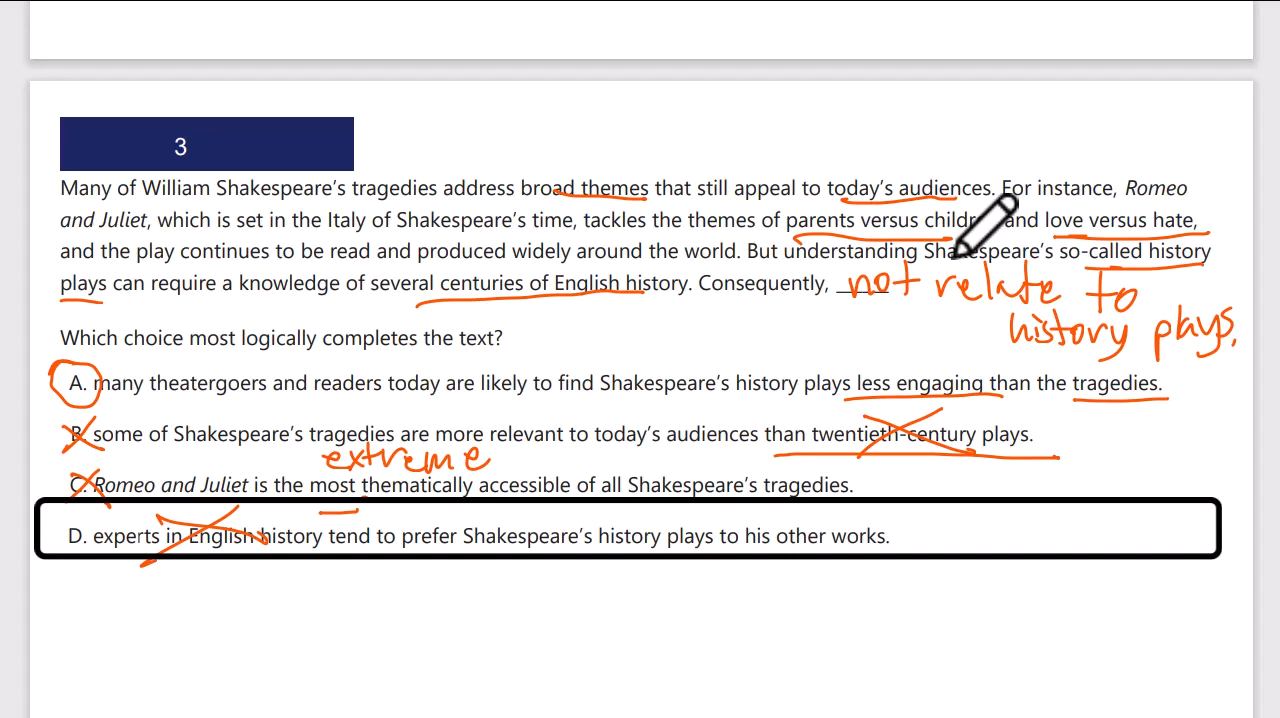 3
Many of William Shakespeare's tragedies address broad themes that still appeal to today's audiences. For instance, Romeo
and Juliet, which is set in the Italy of Shakespeare's time, tackles the themes of parents versus children and love versus hate,
and the play continues to be read and produced widely around the world. But understanding Shakespeare's so-called history
plays can require a knowledge of several centuries of English history. Consequently, ______
not relate to
history plays.
Which choice most logically completes the text?
A. many theatergoers and readers today are likely to find Shakespeare's history plays less engaging than the tragedies.
B. some of Shakespeare's tragedies are more relevant to today's audiences than twentieth-century plays.
extreme
C. Romeo and Juliet is the most thematically accessible of all Shakespeare's tragedies.
D. experts in English history tend to prefer Shakespeare's history plays to his other works.